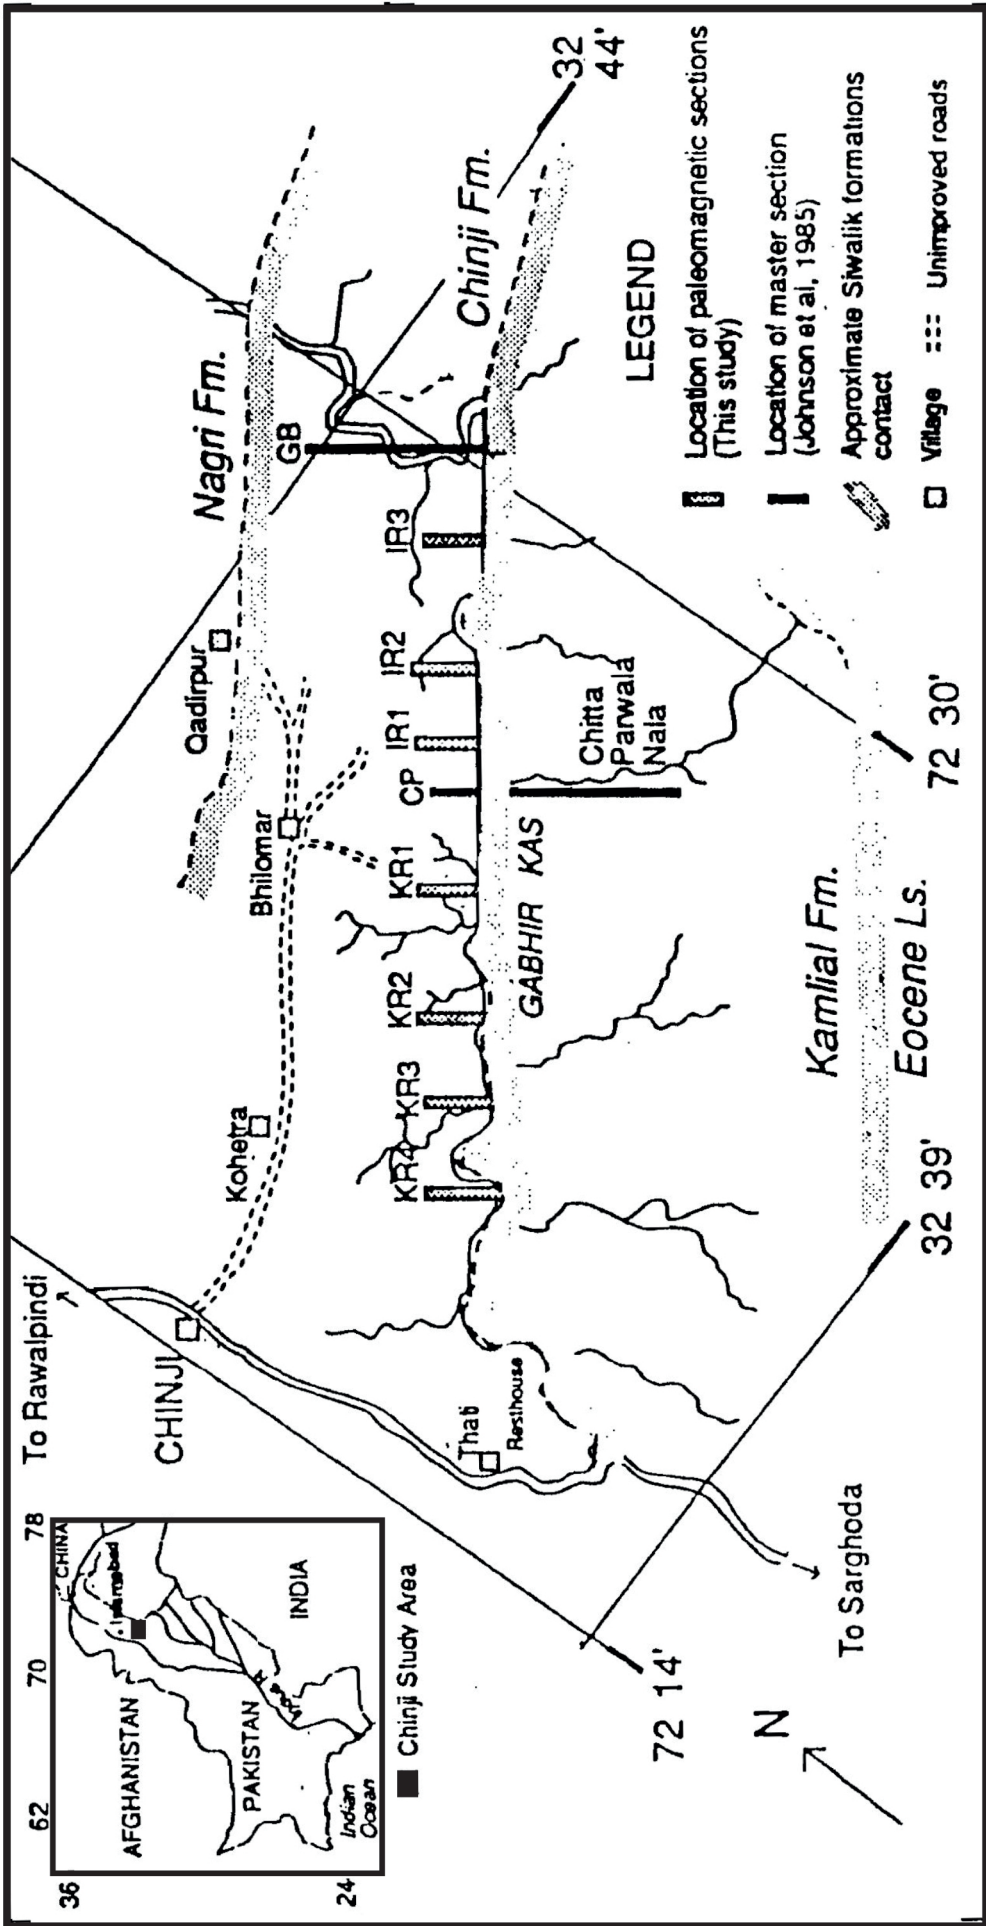 62
70
78
36
24
CHINA
Islamabad
AFGHANISTAN
PAKISTAN
INDIA
Indian
Ocean
Chinji Study Area
To Rawalpindi
CHINJI
Thati
Resthouse
To Sarghoda
N
72 14'
32 39'
Kohetra
Bhilomar
Qadirpur
Nagri Fm.
Chinji Fm.
32
44'
KR4
KR3
KR2
KR1
CP
IR1
IR2
IR3
GB
GABHIR KAS
Chitta
Parwala
Nala
Kamlial Fm.
Eocene Ls.
72 30'
LEGEND
Location of paleomagnetic sections
(This study)
Location of master section
(Johnson et al, 1985)
Approximate Siwalik formations
contact
Village
Unimproved roads